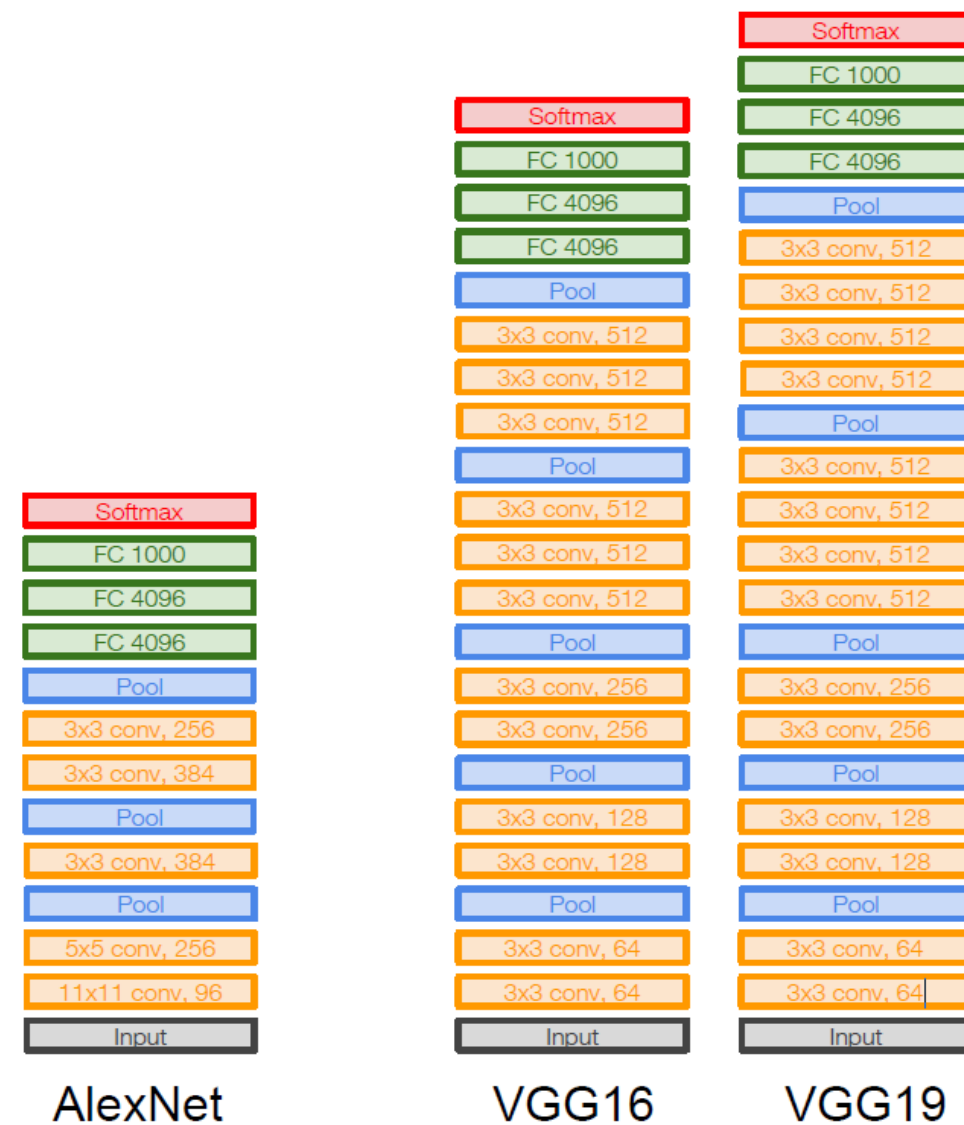 Softmax
FC 1000
FC 4096
FC 4096
Pool
3x3 conv, 256
3x3 conv, 384
Pool
3x3 conv, 384
Pool
5x5 conv, 256
11x11 conv, 96
Input
AlexNet
Softmax
FC 1000
FC 4096
FC 4096
Pool
3x3 conv, 512
3x3 conv, 512
3x3 conv, 512
Pool
3x3 conv, 512
3x3 conv, 512
3x3 conv, 512
Pool
3x3 conv, 256
3x3 conv, 256
Pool
3x3 conv, 128
3x3 conv, 128
Pool
3x3 conv, 64
3x3 conv, 64
Input
VGG16
Softmax
FC 1000
FC 4096
FC 4096
Pool
3x3 conv, 512
3x3 conv, 512
3x3 conv, 512
3x3 conv, 512
Pool
3x3 conv, 512
3x3 conv, 512
3x3 conv, 512
3x3 conv, 512
Pool
3x3 conv, 256
3x3 conv, 256
Pool
3x3 conv, 128
3x3 conv, 128
Pool
3x3 conv, 64
3x3 conv, 64
Input
VGG19